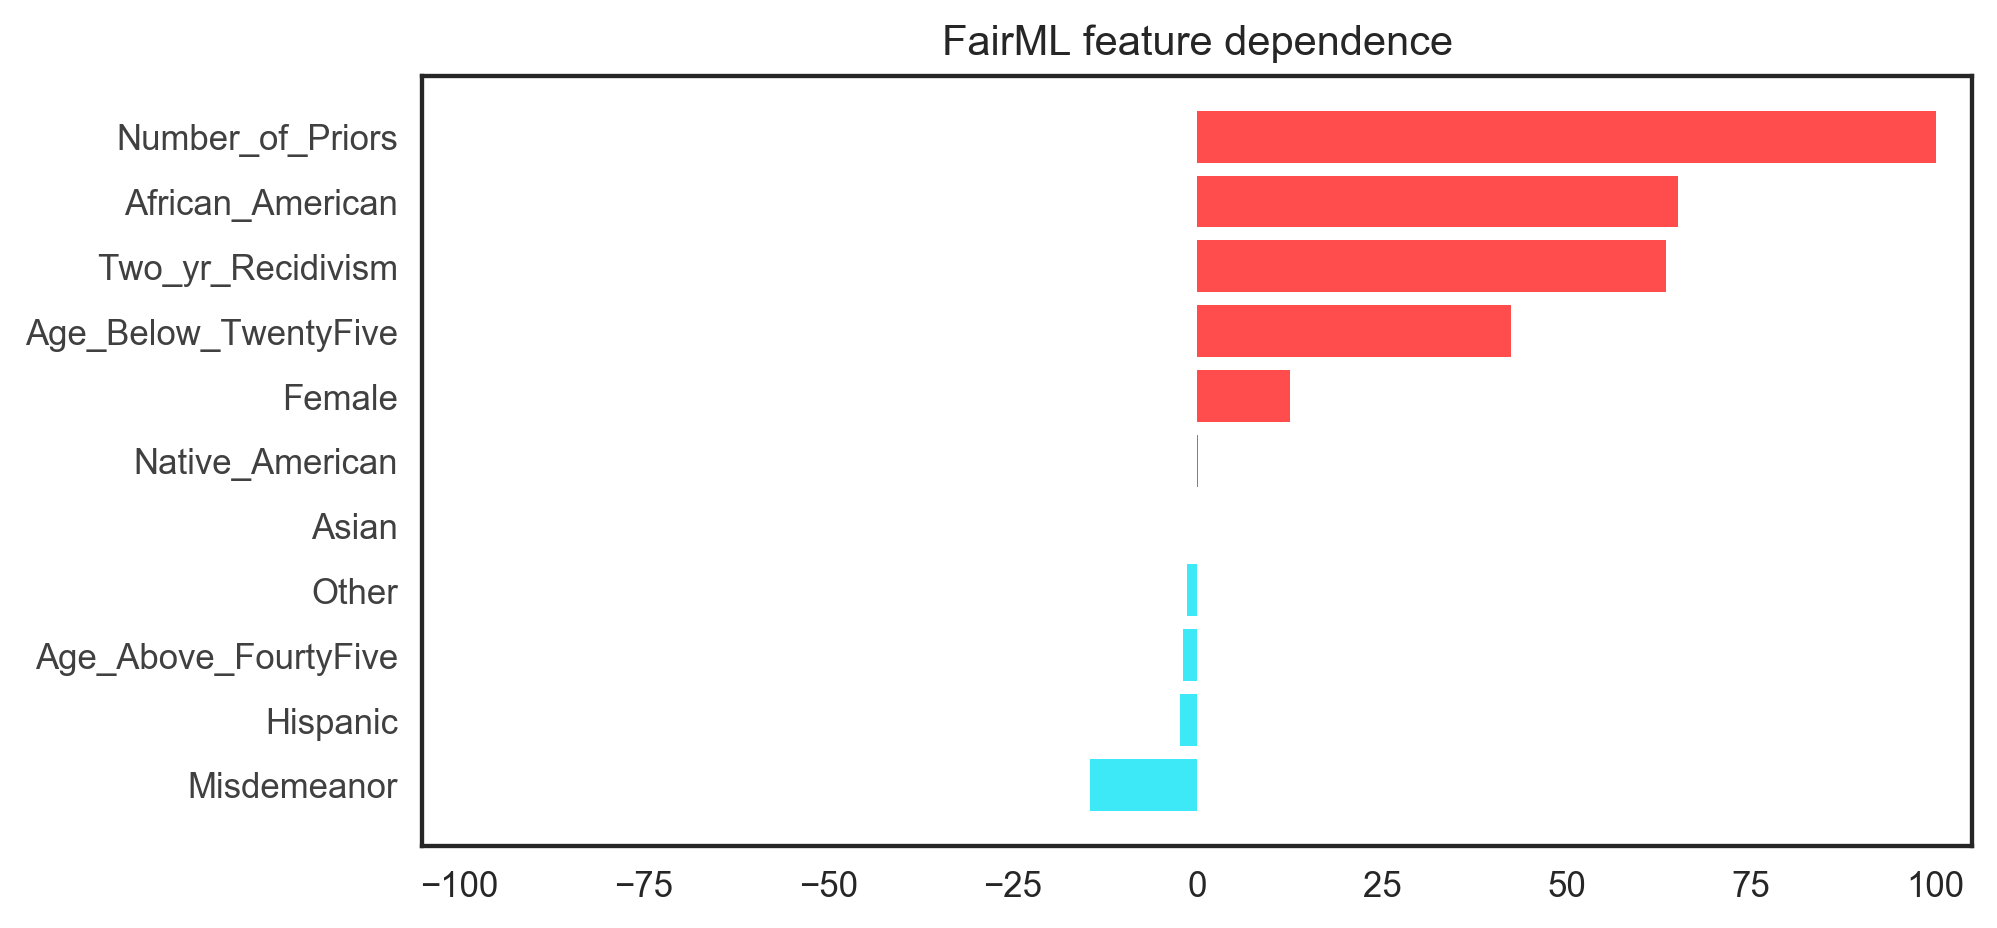 FairML feature dependence
Number_of_Priors
African_American
Two_yr_Recidivism
Age_Below_TwentyFive
Female
Native_American
Asian
Other
Age_Above_FourtyFive
Hispanic
Misdemeanor
−100 −75 −50 −25 0 25 50 75 100